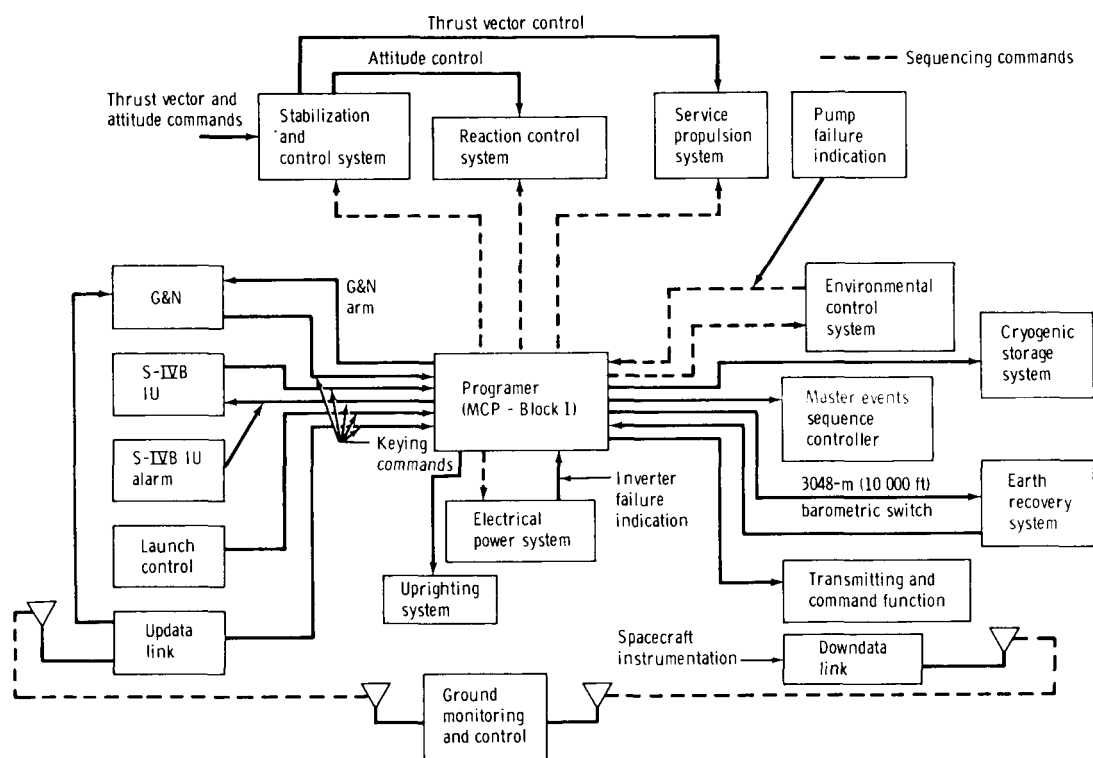 Thrust vector control
Attitude control
Sequencing commands
Thrust vector and
attitude commands
Stabilization
and
control system
Reaction control
system
Service
propulsion
system
Pump
failure
indication
G&N
G&N
arm
Environmental
control
system
Cryogenic
storage
system
S-IVB
IU
Programer
(MCP - Block I)
Master events
sequence
controller
S-IVB IU
alarm
Keying
commands
Inverter
failure
indication
3048-m (10 000 ft)
barometric switch
Earth
recovery
system
Launch
control
Electrical
power system
Uprighting
system
Transmitting and
command function
Updata
link
Spacecraft
instrumentation
Downdata
link
Ground
monitoring
and control